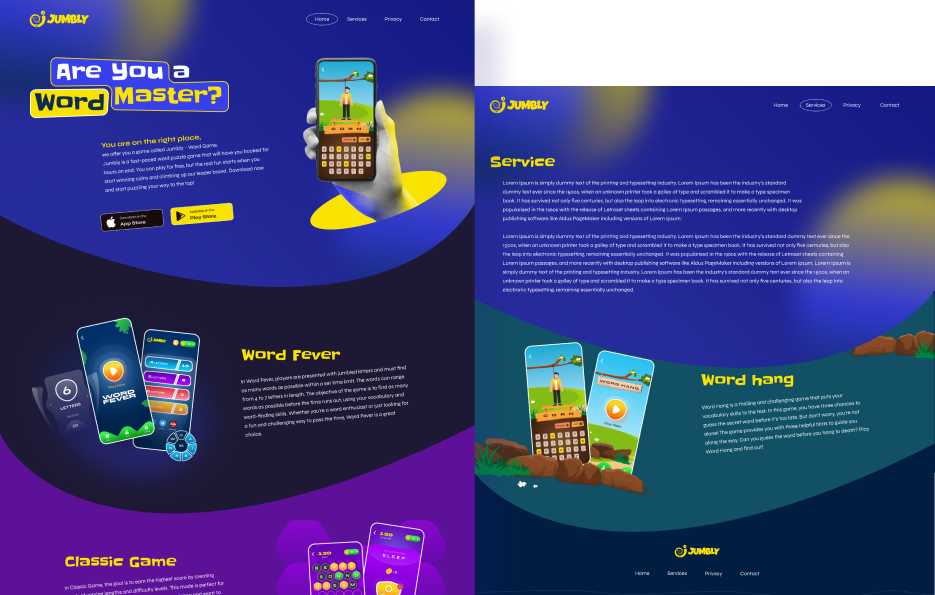 JUMBLY
Home Services Privacy Contact
Are You a
Word Master?
You are on the right place,
we offer you a game called Jumbly - Word Game.
Jumbly is a fast-paced word puzzle game that will have you hooked for
hours on end. You can play for free, but the real fun starts when you
start winning coins and climbing up our leader board. Download now
and start puzzling your way to the top!
App Store
Play Store
CORN
Word Fever
In Word Fever, players are presented with jumbled letters and must find
as many words as possible within a set time limit. The words can range
from 4 to 7 letters in length. The objective of the game is to find as many
words as possible before the time runs out, using your vocabulary and
word-finding skills. Whether you're a word enthusiast or just looking for
a fun and challenging way to pass the time, Word Fever is a great
choice.
6
LETTERS
20
Play Now
WORD
FEVER
JUMBLY
LETTERS
Classic Game
In Classic Game, the goal is to earn the highest score by creating
lengths and difficulty levels. This mode is perfect for
130
130
SLEEP
JUMBLY
Home Services Privacy Contact
Service
Lorem Ipsum is simply dummy text of the printing and typesetting industry. Lorem Ipsum has been the industry's standard
dummy text ever since the 1500s, when an unknown printer took a galley of type and scrambled it to make a type specimen
book. It has survived not only five centuries, but also the leap into electronic typesetting, remaining essentially unchanged. It was
popularised in the 1960s with the release of Letraset sheets containing Lorem Ipsum passages, and more recently with desktop
publishing software like Aldus PageMaker including versions of Lorem Ipsum.
Lorem Ipsum is simply dummy text of the printing and typesetting industry. Lorem Ipsum has been the industry's standard dummy text ever since the
1500s, when an unknown printer took a galley of type and scrambled it to make a type specimen book. It has survived not only five centuries, but also
the leap into electronic typesetting, remaining essentially unchanged. It was popularised in the 1960s with the release of Letraset sheets containing
Lorem Ipsum passages, and more recently with desktop publishing software like Aldus PageMaker including versions of Lorem Ipsum. Lorem Ipsum is
simply dummy text of the printing and typesetting industry. Lorem Ipsum has been the industry's standard dummy text ever since the 1500s, when an
unknown printer took a galley of type and scrambled it to make a type specimen book. It has survived not only five centuries, but also the leap into
electronic typesetting, remaining essentially unchanged.
CORN
WORD HANG
Play Now
Word hang
Word Hang is a thrilling and challenging game that puts your
vocabulary skills to the test. In this game, you have three chances to
guess the secret word before it's too late. But don't worry, you're not
alone! The game provides you with three helpful hints to guide you
along the way. Can you guess the word before you hang to death? Play
Word Hang and find out!
JUMBLY
Home Services Privacy Contact